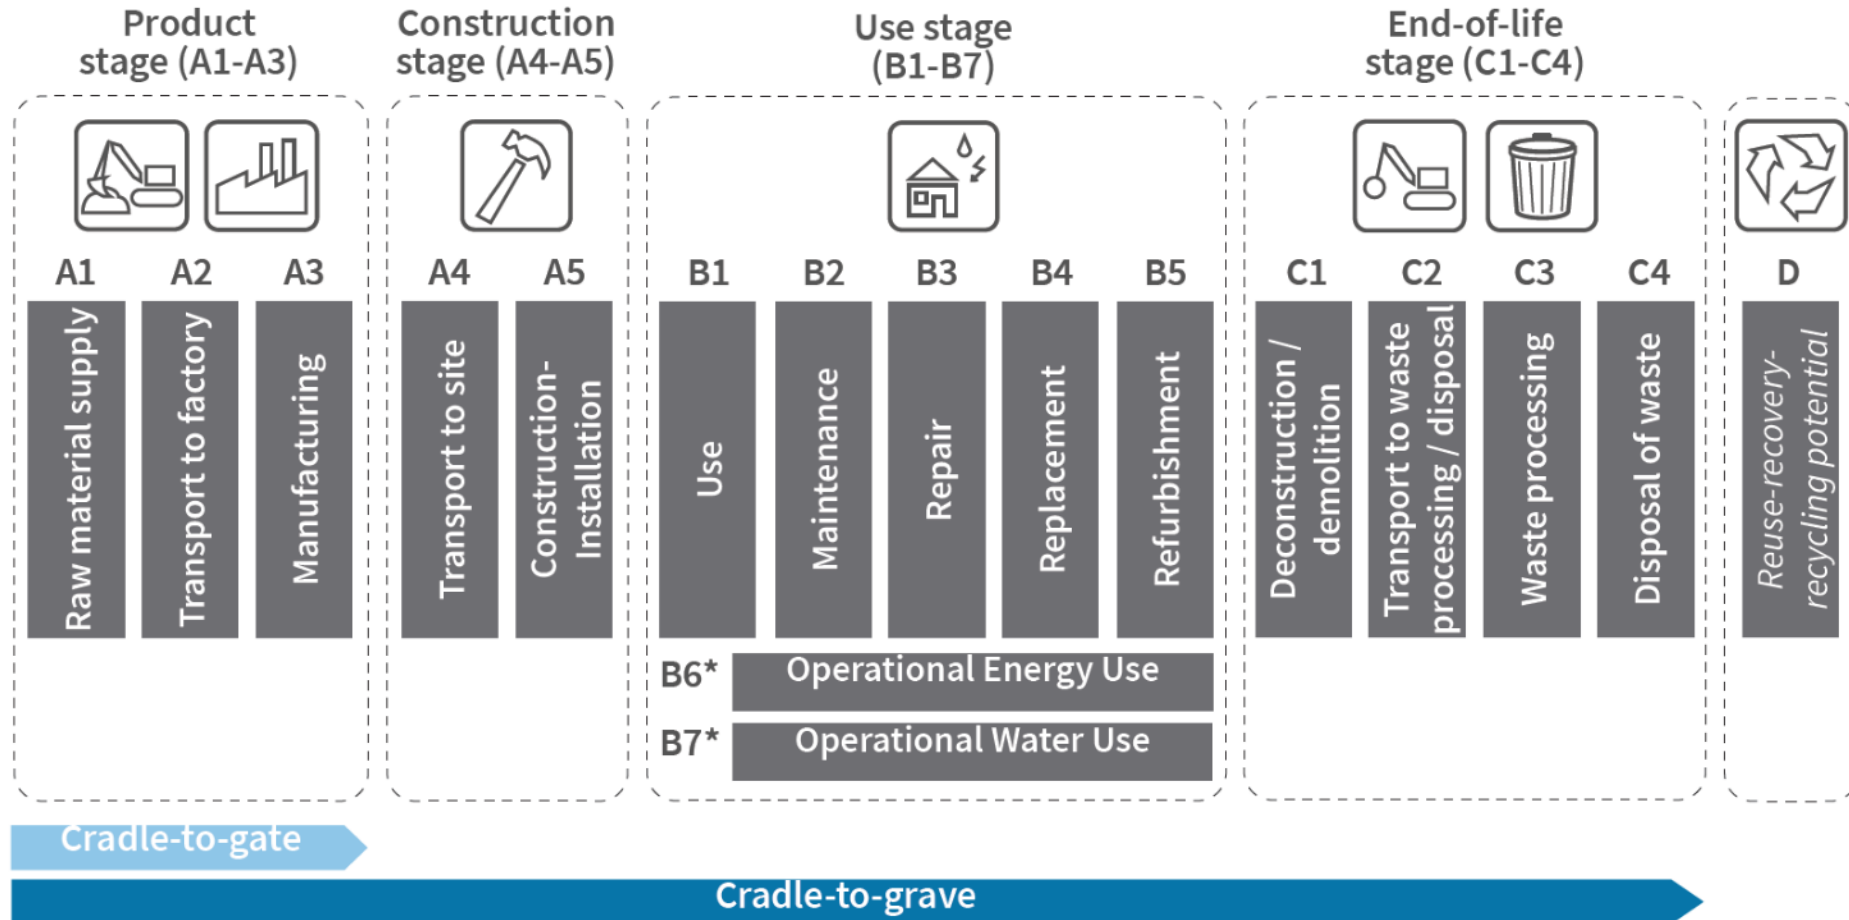 Product
stage (A1-A3)
Construction
stage (A4-A5)
Use stage
(B1-B7)
End-of-life
stage (C1-C4)
A1
A2
A3
A4
A5
B1
B2
B3
B4
B5
C1
C2
C3
C4
D
Raw material supply
Transport to factory
Manufacturing
Transport to site
Construction-
Installation
Use
Maintenance
Repair
Replacement
Refurbishment
Deconstruction /
demolition
Transport to waste
processing / disposal
Waste processing
Disposal of waste
Reuse-recovery-
recycling potential
B6* Operational Energy Use
B7* Operational Water Use
Cradle-to-gate
Cradle-to-grave